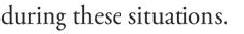 during these situations.